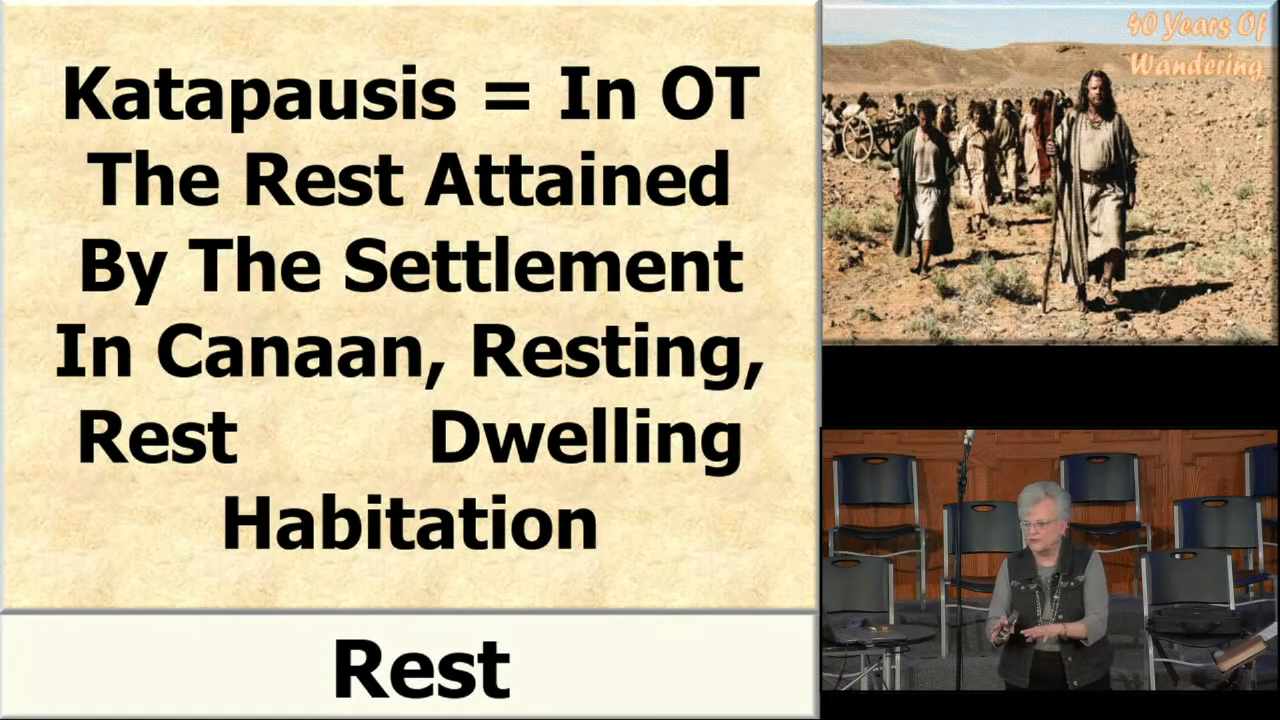 Katapausis = In OT
The Rest Attained
By The Settlement
In Canaan, Resting,
Rest Dwelling
Habitation
Rest
40 Years Of
Wandering